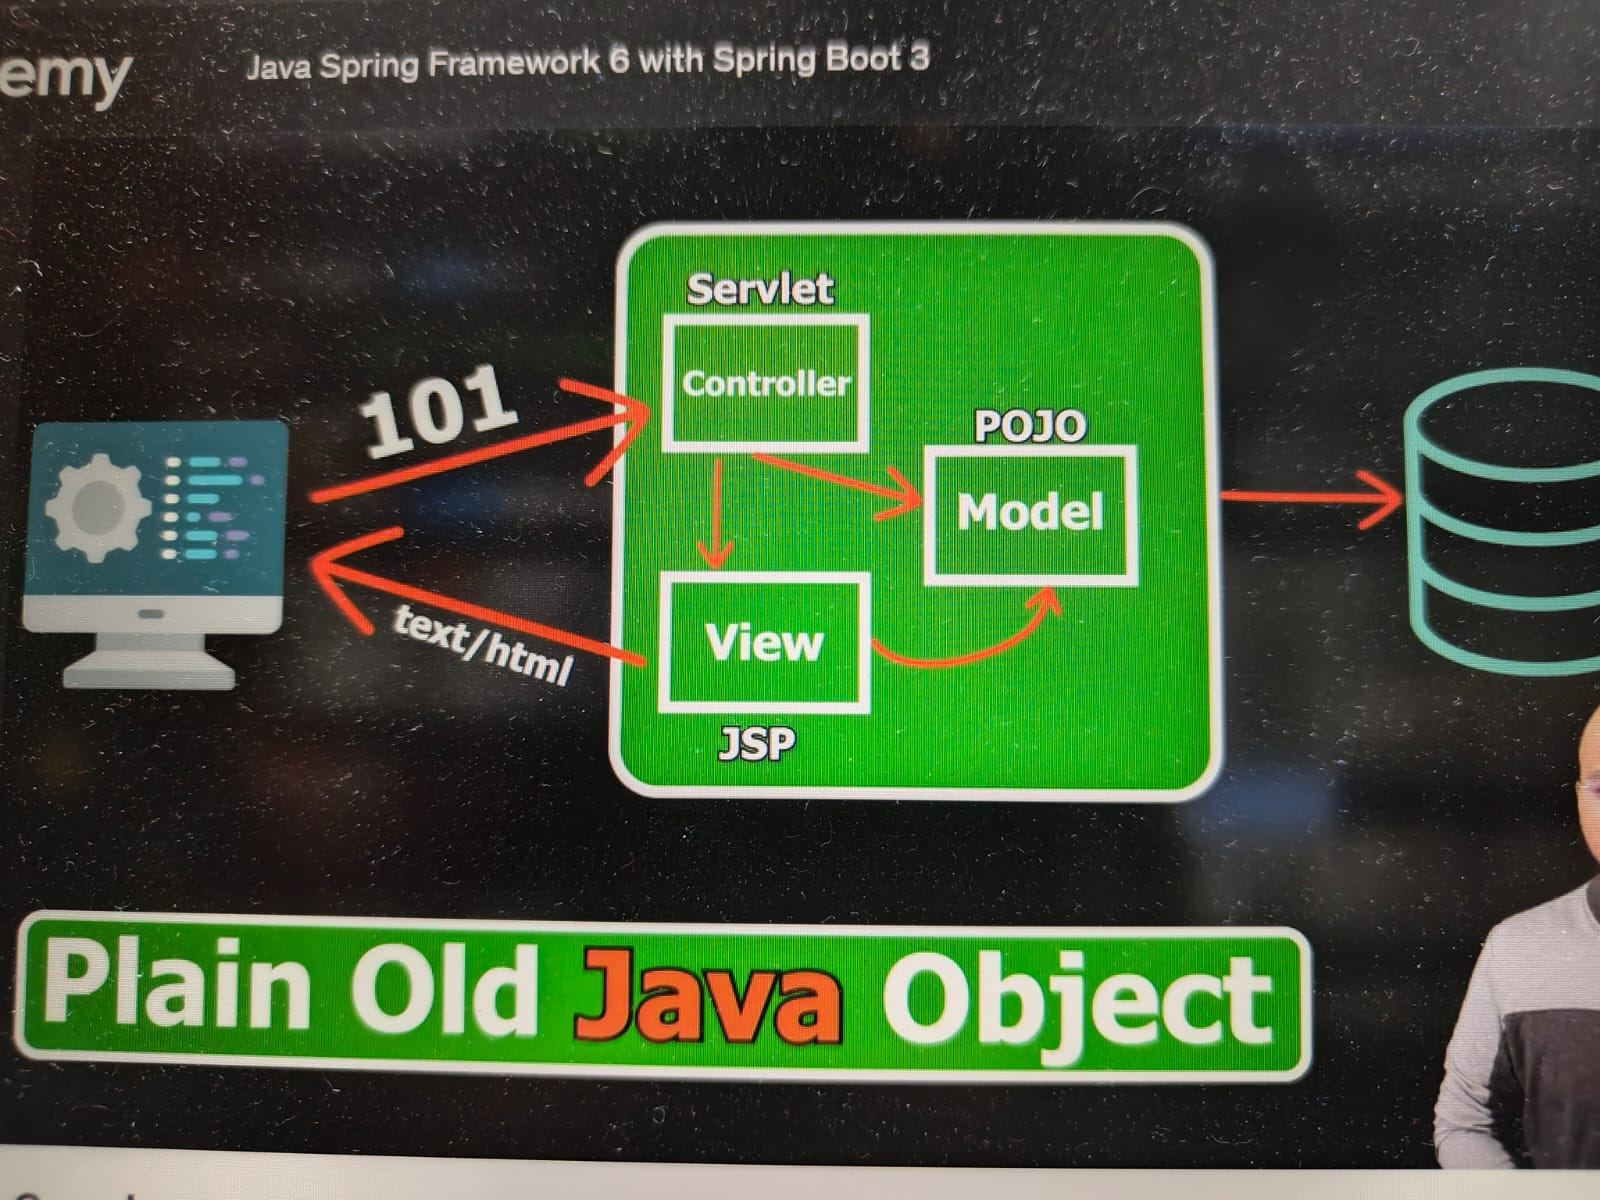 emy
Java Spring Framework 6 with Spring Boot 3
Servlet
Controller
101
POJO
Model
text/html
View
JSP
Plain Old Java Object